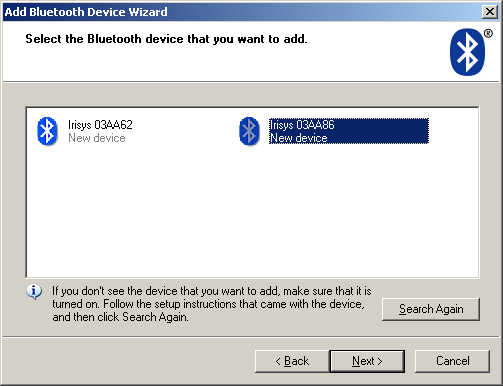 Add Bluetooth Device Wizard
Select the Bluetooth device that you want to add.
®
Irisys 03AA62
New device
Irisys 03AA86
New device
If you don't see the device that you want to add, make sure that it is
turned on. Follow the setup instructions that came with the device,
and then click Search Again.
Search Again
< Back
Next >
Cancel